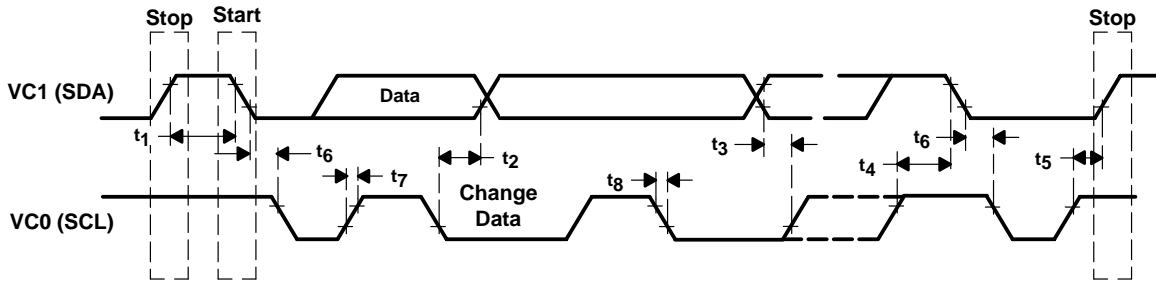 Stop
Start
Stop
VC1 (SDA)
Data
t1
t6
t2
t3
t6
t4
t5
t7
Change
Data
t8
VC0 (SCL)